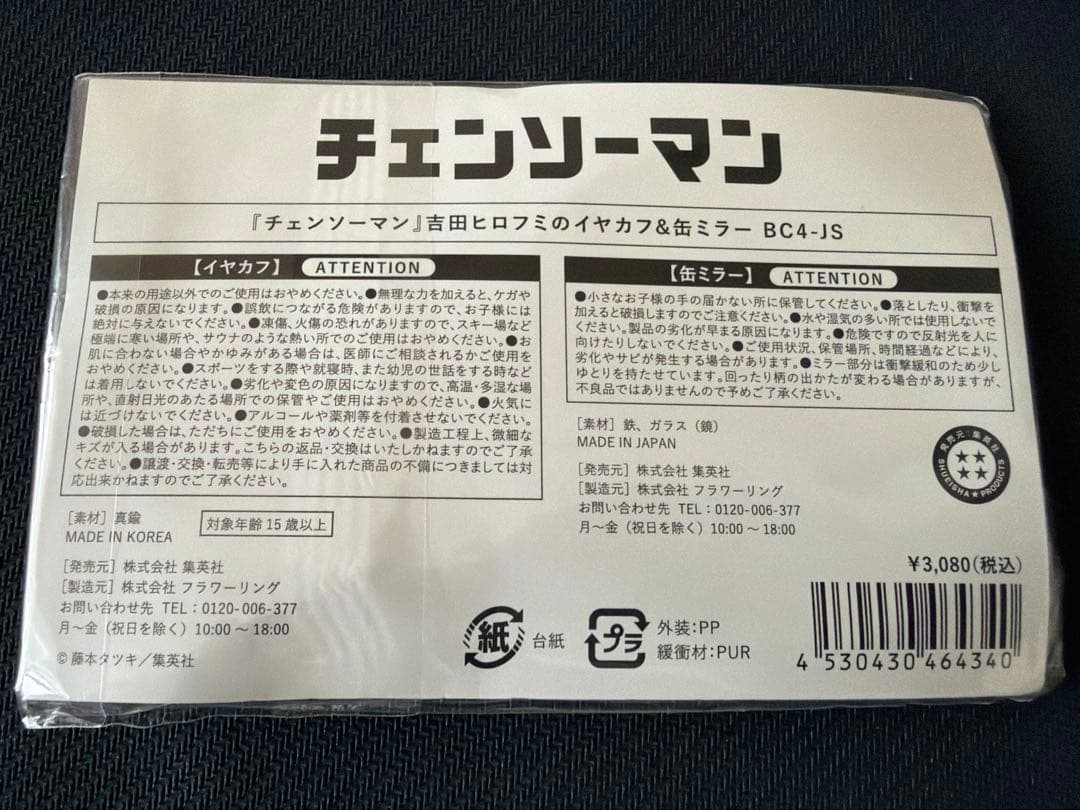 チェンソーマン
『チェンソーマン』吉田ヒロフミのイヤカフ&缶ミラー BC4-JS
【イヤカフ】 ATTENTION
●本来の用途以外でのご使用はおやめください。●無理な力を加えると、ケガや
破損の原因になります。●誤飲につながる危険がありますので、お子様には
絶対に与えないでください。●凍傷、火傷の恐れがありますので、スキー場など
極端に寒い場所や、サウナのような熱い所でのご使用はおやめください。●お
肌に合わない場合やかゆみがある場合は、医師にご相談されるかご使用を
おやめください。●スポーツをする際や就寝時、また幼児の世話をする時など
は着用しないでください。●劣化や変色の原因になりますので、高温・多湿な場
所や、直射日光のあたる場所での保管やご使用はおやめください。●火気に
は近づけないでください。●アルコールや薬剤等を付着させないでください。
●破損した場合は、ただちにご使用をおやめください。●製造工程上、微細な
キズが入る場合があります。こちらの返品・交換はいたしかねますのでご了承
ください。●譲渡・交換・転売等により手に入れた商品の不備につきましては対
応出来かねますのでご了承ください。
[素材] 真鍮
MADE IN KOREA
対象年齢15歳以上
[発売元] 株式会社 集英社
[製造元] 株式会社 フラワーリング
お問い合わせ先 TEL:0120-006-377
月〜金(祝日を除く)10:00〜18:00
©藤本タツキ/集英社
【缶ミラー】 ATTENTION
●小さなお子様の手の届かない所に保管してください。●落としたり、衝撃を
加えると破損しますのでご注意ください。●水や湿気の多い所では使用しないで
ください。製品の劣化が早まる原因になります。●危険ですので反射光を人に
向けたりしないでください。●ご使用状況、保管場所、時間経過などにより、
劣化やサビが発生する場合があります。●ミラー部分は衝撃緩和のため少し
ゆとりを持たせています。回ったり柄の出かたが変わる場合がありますが、
不良品ではありませんので予めご了承ください。
[素材] 鉄、ガラス(鏡)
MADE IN JAPAN
[発売元] 株式会社 集英社
[製造元] 株式会社 フラワーリング
お問い合わせ先 TEL:0120-006-377
月〜金(祝日を除く)10:00〜18:00
発売元:集英社
SHUEISHA★PRODUCTS
¥3,080(税込)
紙 台紙
プラ 外装:PP
緩衝材:PUR
4 530430 464340